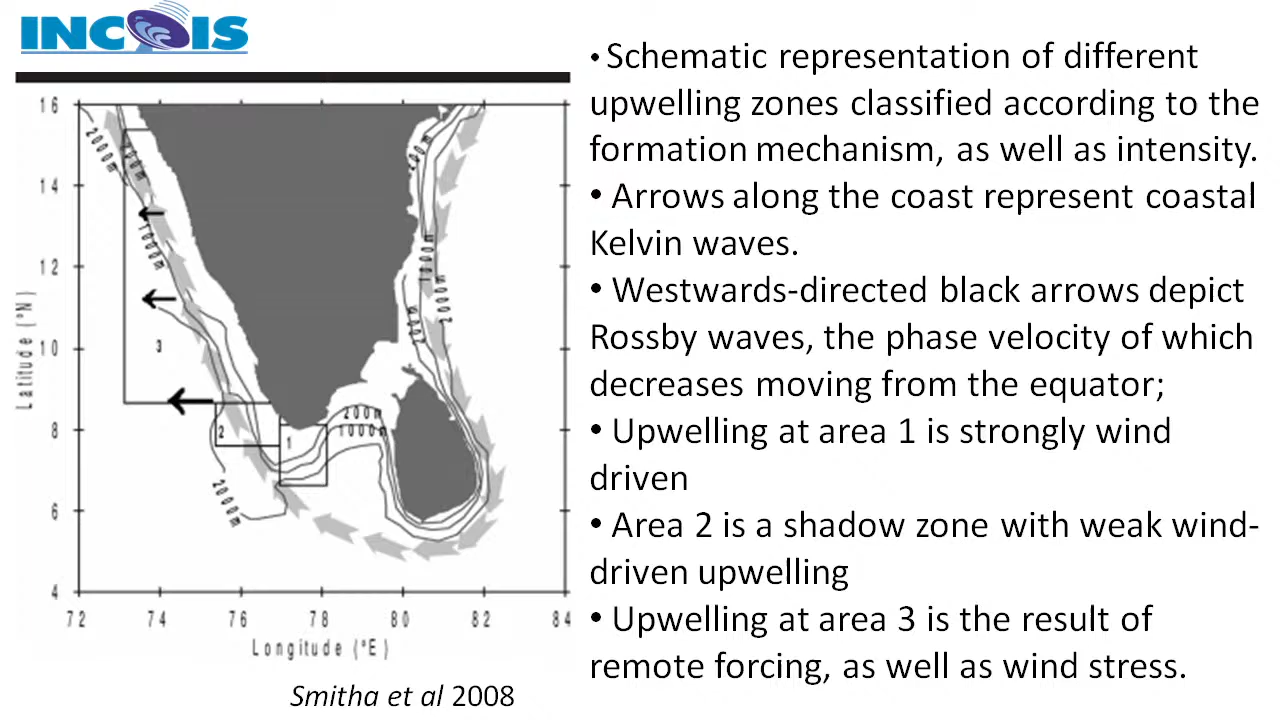 INCOIS
• Schematic representation of different
upwelling zones classified according to the
formation mechanism, as well as intensity.
• Arrows along the coast represent coastal
Kelvin waves.
• Westwards-directed black arrows depict
Rossby waves, the phase velocity of which
decreases moving from the equator;
• Upwelling at area 1 is strongly wind
driven
• Area 2 is a shadow zone with weak wind-
driven upwelling
• Upwelling at area 3 is the result of
remote forcing, as well as wind stress.
16
14
12
10
8
6
4
Latitude (°N)
72 74 76 78 80 82 84
Longitude (°E)
2000m
1000m
200m
1000m
2000m
200m
1000m
2000m
3
2
1
Smitha et al 2008